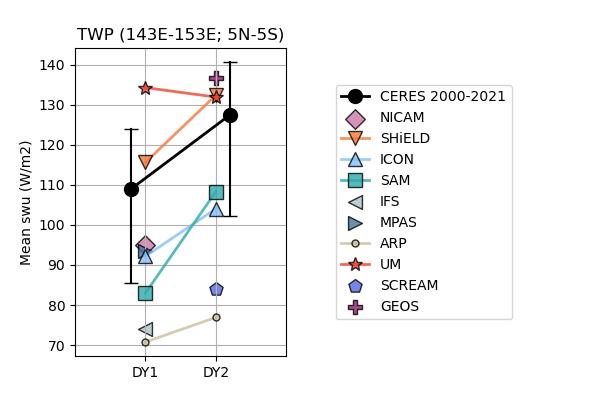 TWP (143E-153E; 5N-5S)
Mean swu (W/m2)
140
130
120
110
100
90
80
70
DY1 DY2
CERES 2000-2021
NICAM
SHiELD
ICON
SAM
IFS
MPAS
ARP
UM
SCREAM
GEOS